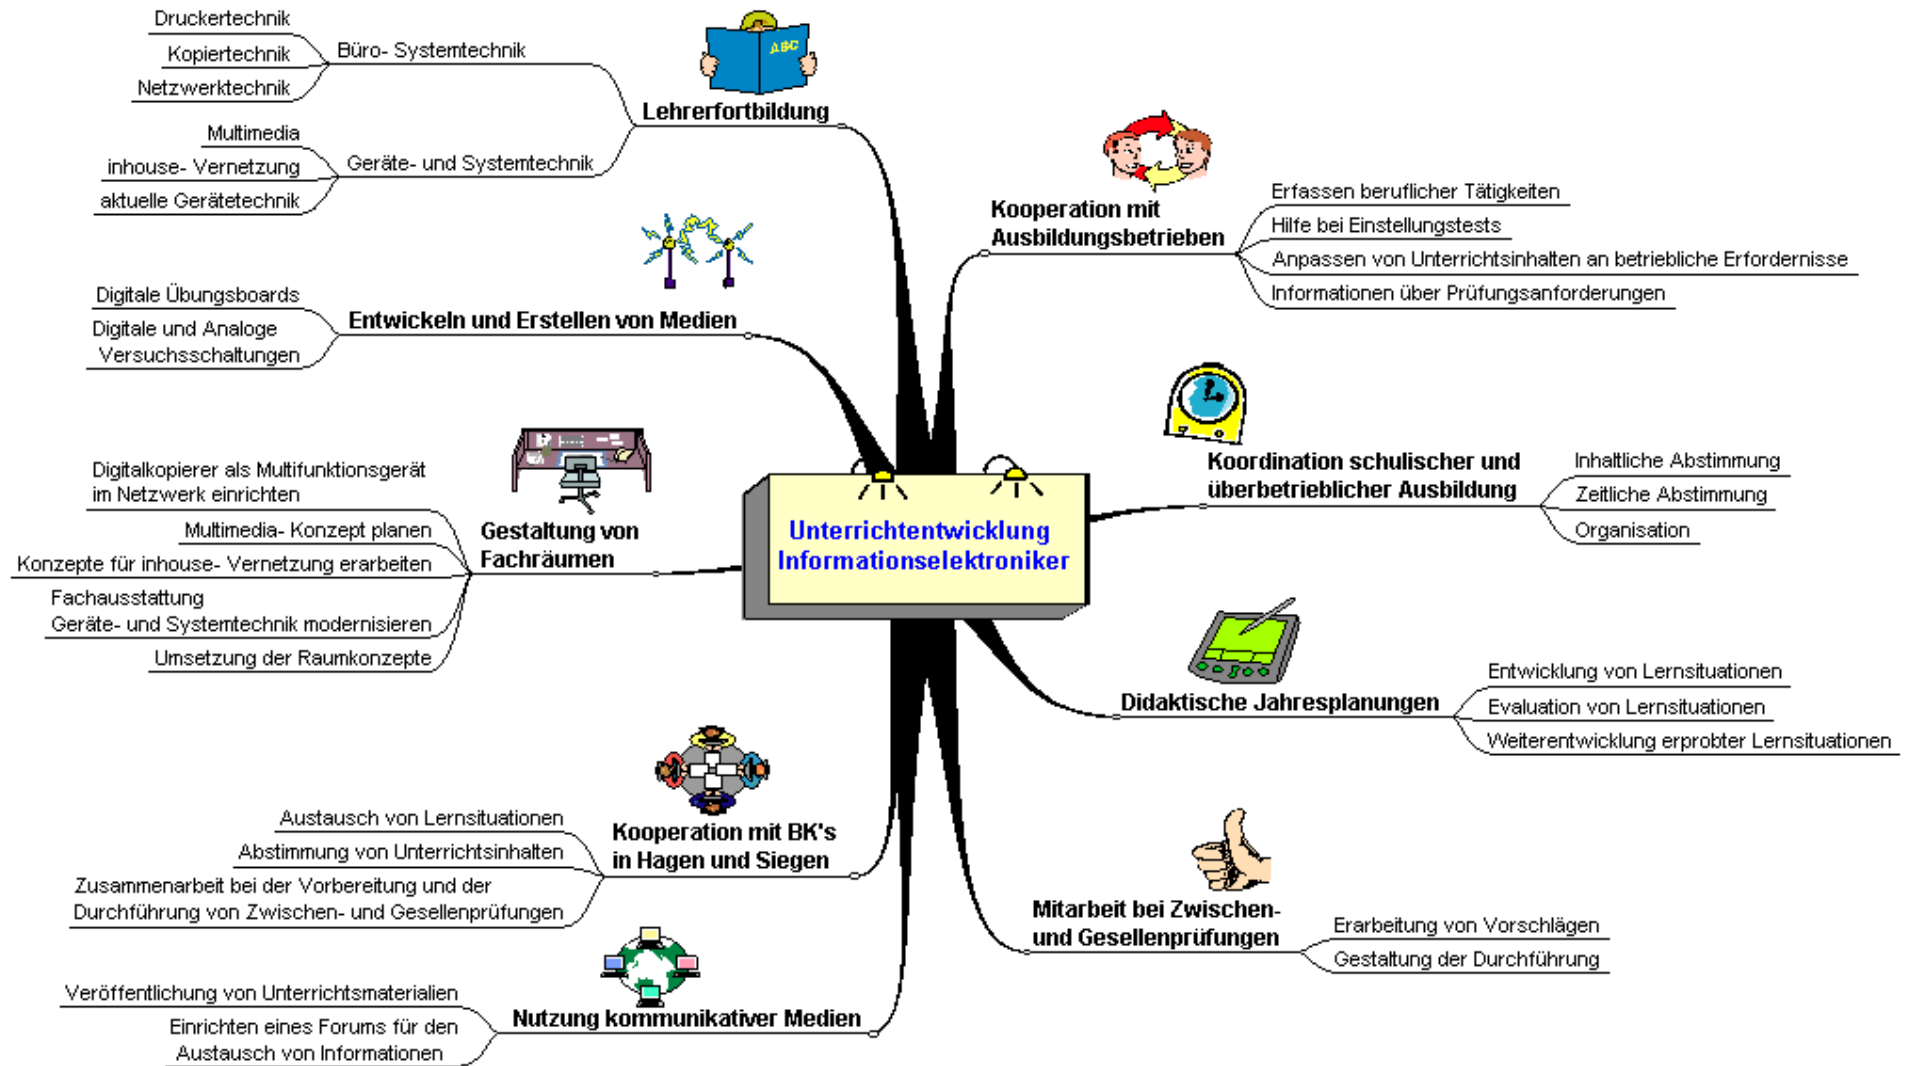 Unterrichtentwicklung
Informationselektroniker
Lehrerfortbildung
Büro- Systemtechnik
Druckertechnik
Kopiertechnik
Netzwerktechnik
Geräte- und Systemtechnik
Multimedia
inhouse- Vernetzung
aktuelle Gerätetechnik
ABC
Entwickeln und Erstellen von Medien
Digitale Übungsboards
Digitale und Analoge
Versuchsschaltungen
Gestaltung von
Fachräumen
Digitalkopierer als Multifunktionsgerät
im Netzwerk einrichten
Multimedia- Konzept planen
Konzepte für inhouse- Vernetzung erarbeiten
Fachausstattung
Geräte- und Systemtechnik modernisieren
Umsetzung der Raumkonzepte
Kooperation mit BK's
in Hagen und Siegen
Austausch von Lernsituationen
Abstimmung von Unterrichtsinhalten
Zusammenarbeit bei der Vorbereitung und der
Durchführung von Zwischen- und Gesellenprüfungen
Nutzung kommunikativer Medien
Veröffentlichung von Unterrichtsmaterialien
Einrichten eines Forums für den
Austausch von Informationen
Kooperation mit
Ausbildungsbetrieben
Erfassen beruflicher Tätigkeiten
Hilfe bei Einstellungstests
Anpassen von Unterrichtsinhalten an betriebliche Erfordernisse
Informationen über Prüfungsanforderungen
Koordination schulischer und
überbetrieblicher Ausbildung
Inhaltliche Abstimmung
Zeitliche Abstimmung
Organisation
Didaktische Jahresplanungen
Entwicklung von Lernsituationen
Evaluation von Lernsituationen
Weiterentwicklung erprobter Lernsituationen
Mitarbeit bei Zwischen-
und Gesellenprüfungen
Erarbeitung von Vorschlägen
Gestaltung der Durchführung